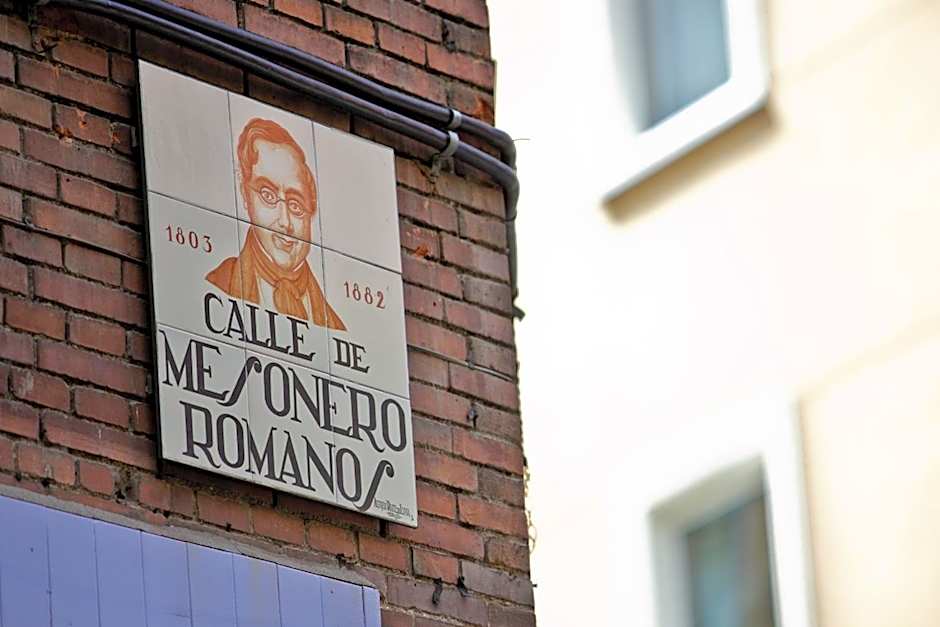 1803
1882
CALLE DE
MESONERO
ROMANOS